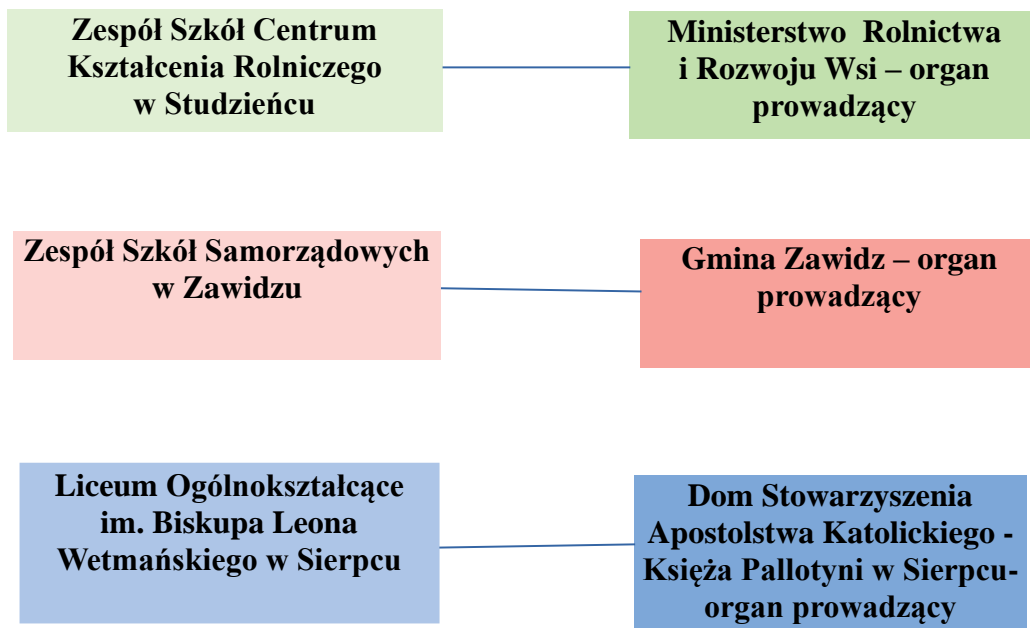 Zespół Szkół Centrum
Kształcenia Rolniczego
w Studzieńcu
Ministerstwo Rolnictwa
i Rozwoju Wsi – organ
prowadzący
Zespół Szkół Samorządowych
w Zawidzu
Gmina Zawidz – organ
prowadzący
Liceum Ogólnokształcące
im. Biskupa Leona
Wetmańskiego w Sierpcu
Dom Stowarzyszenia
Apostolstwa Katolickiego -
Księża Pallotyni w Sierpcu-
organ prowadzący